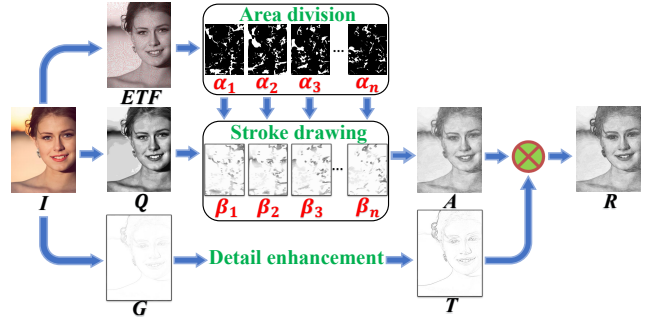 Area division
...
α1 α2 α3 αn
ETF
Stroke drawing
...
β1 β2 β3 βn
I Q A R
Detail enhancement
G T